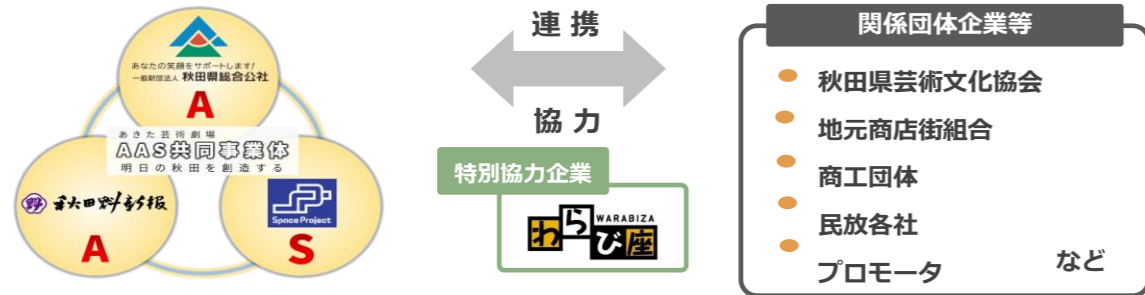 あなたの笑顔をサポートします!
一般財団法人 秋田県総合公社
A
あきた芸術劇場
AAS共同事業体
明日の秋田を創造する
秋田魁新報
A
Space Project
S
連携
協力
特別協力企業
わらび座
WARABIZA
関係団体企業等
秋田県芸術文化協会
地元商店街組合
商工団体
民放各社
プロモータ
など